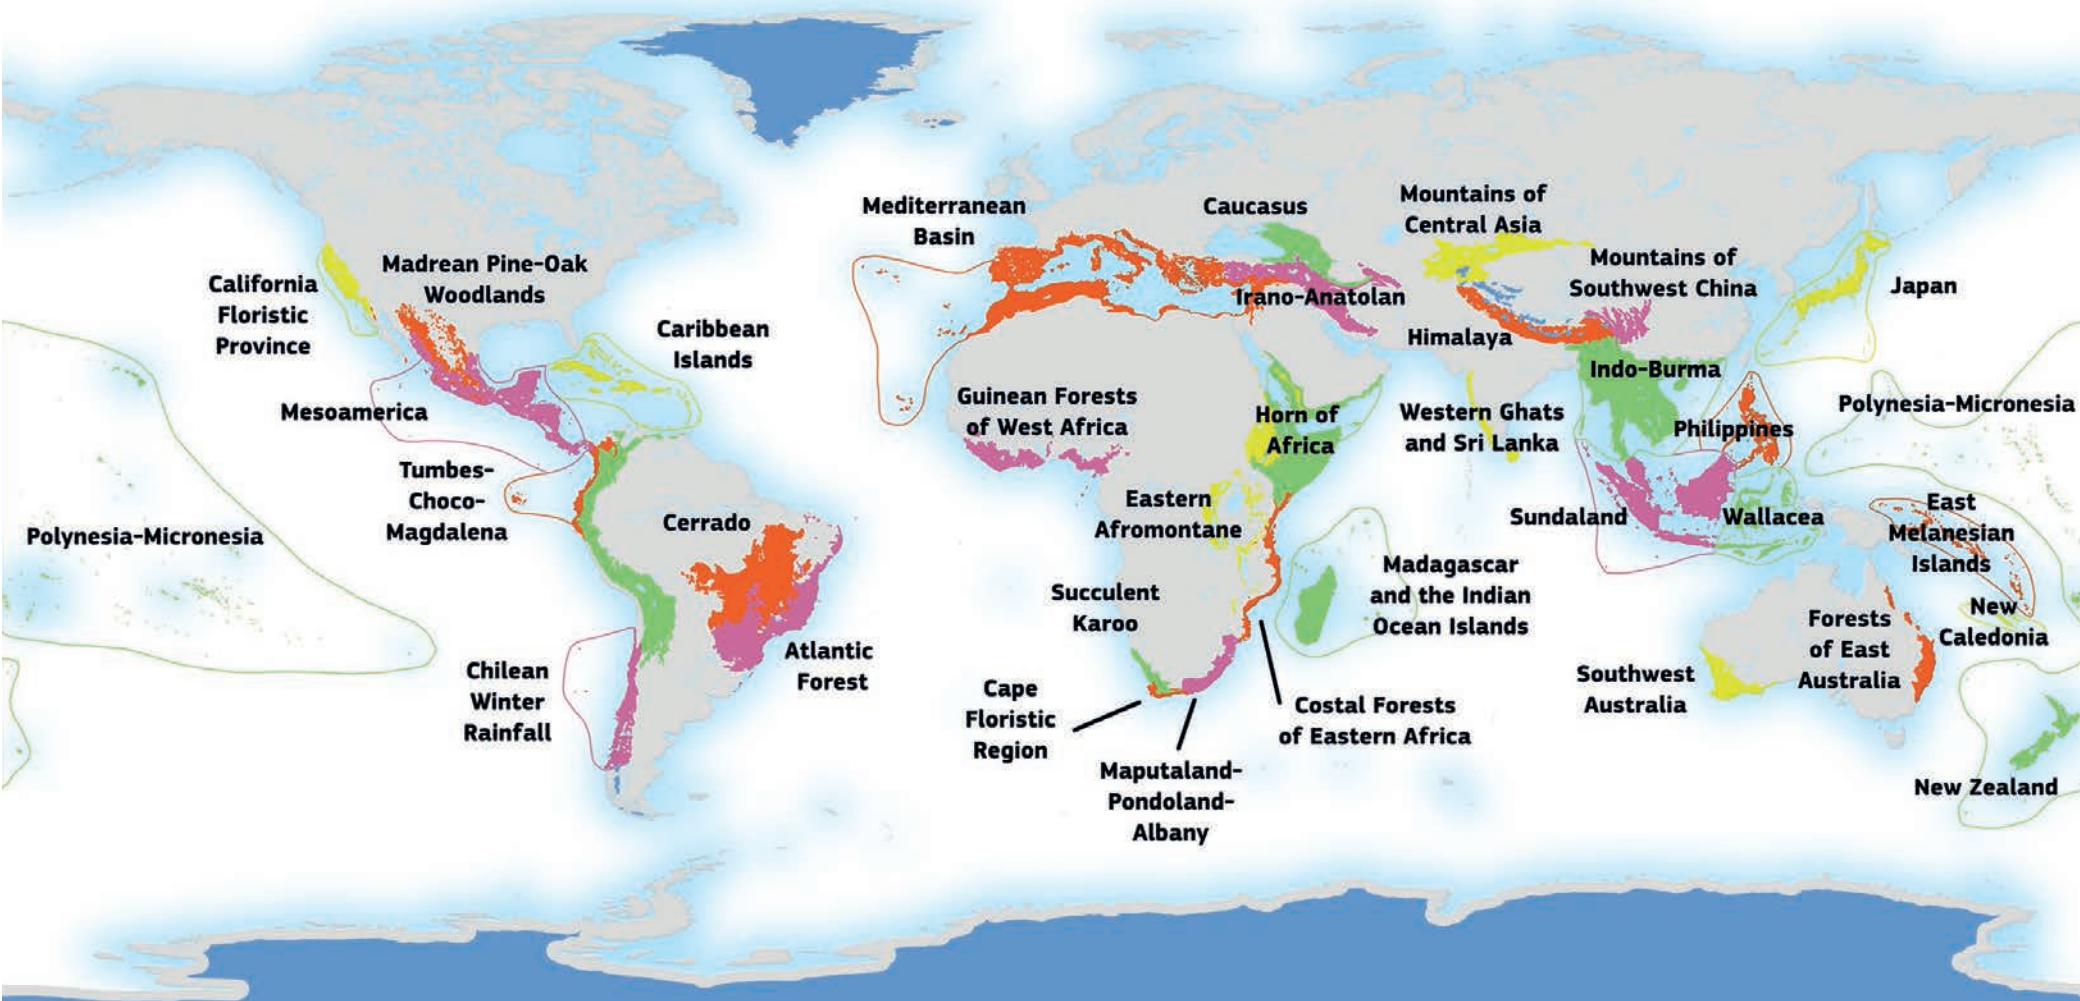 Mediterranean
Basin
Caucasus
Mountains of
Central Asia
Mountains of
Southwest China
Japan
California
Floristic
Province
Madrean Pine-Oak
Woodlands
Caribbean
Islands
Irano-Anatolan
Himalaya
Indo-Burma
Mesoamerica
Guinean Forests
of West Africa
Horn of
Africa
Western Ghats
and Sri Lanka
Philippines
Polynesia-Micronesia
Tumbes-
Choco-
Magdalena
Cerrado
Eastern
Afromontane
Sundaland
Wallacea
East
Melanesian
Islands
Polynesia-Micronesia
Succulent
Karoo
Madagascar
and the Indian
Ocean Islands
Forests
of East
Australia
New
Caledonia
Chilean
Winter
Rainfall
Atlantic
Forest
Cape
Floristic
Region
Costal Forests
of Eastern Africa
Southwest
Australia
Maputaland-
Pondoland-
Albany
New Zealand